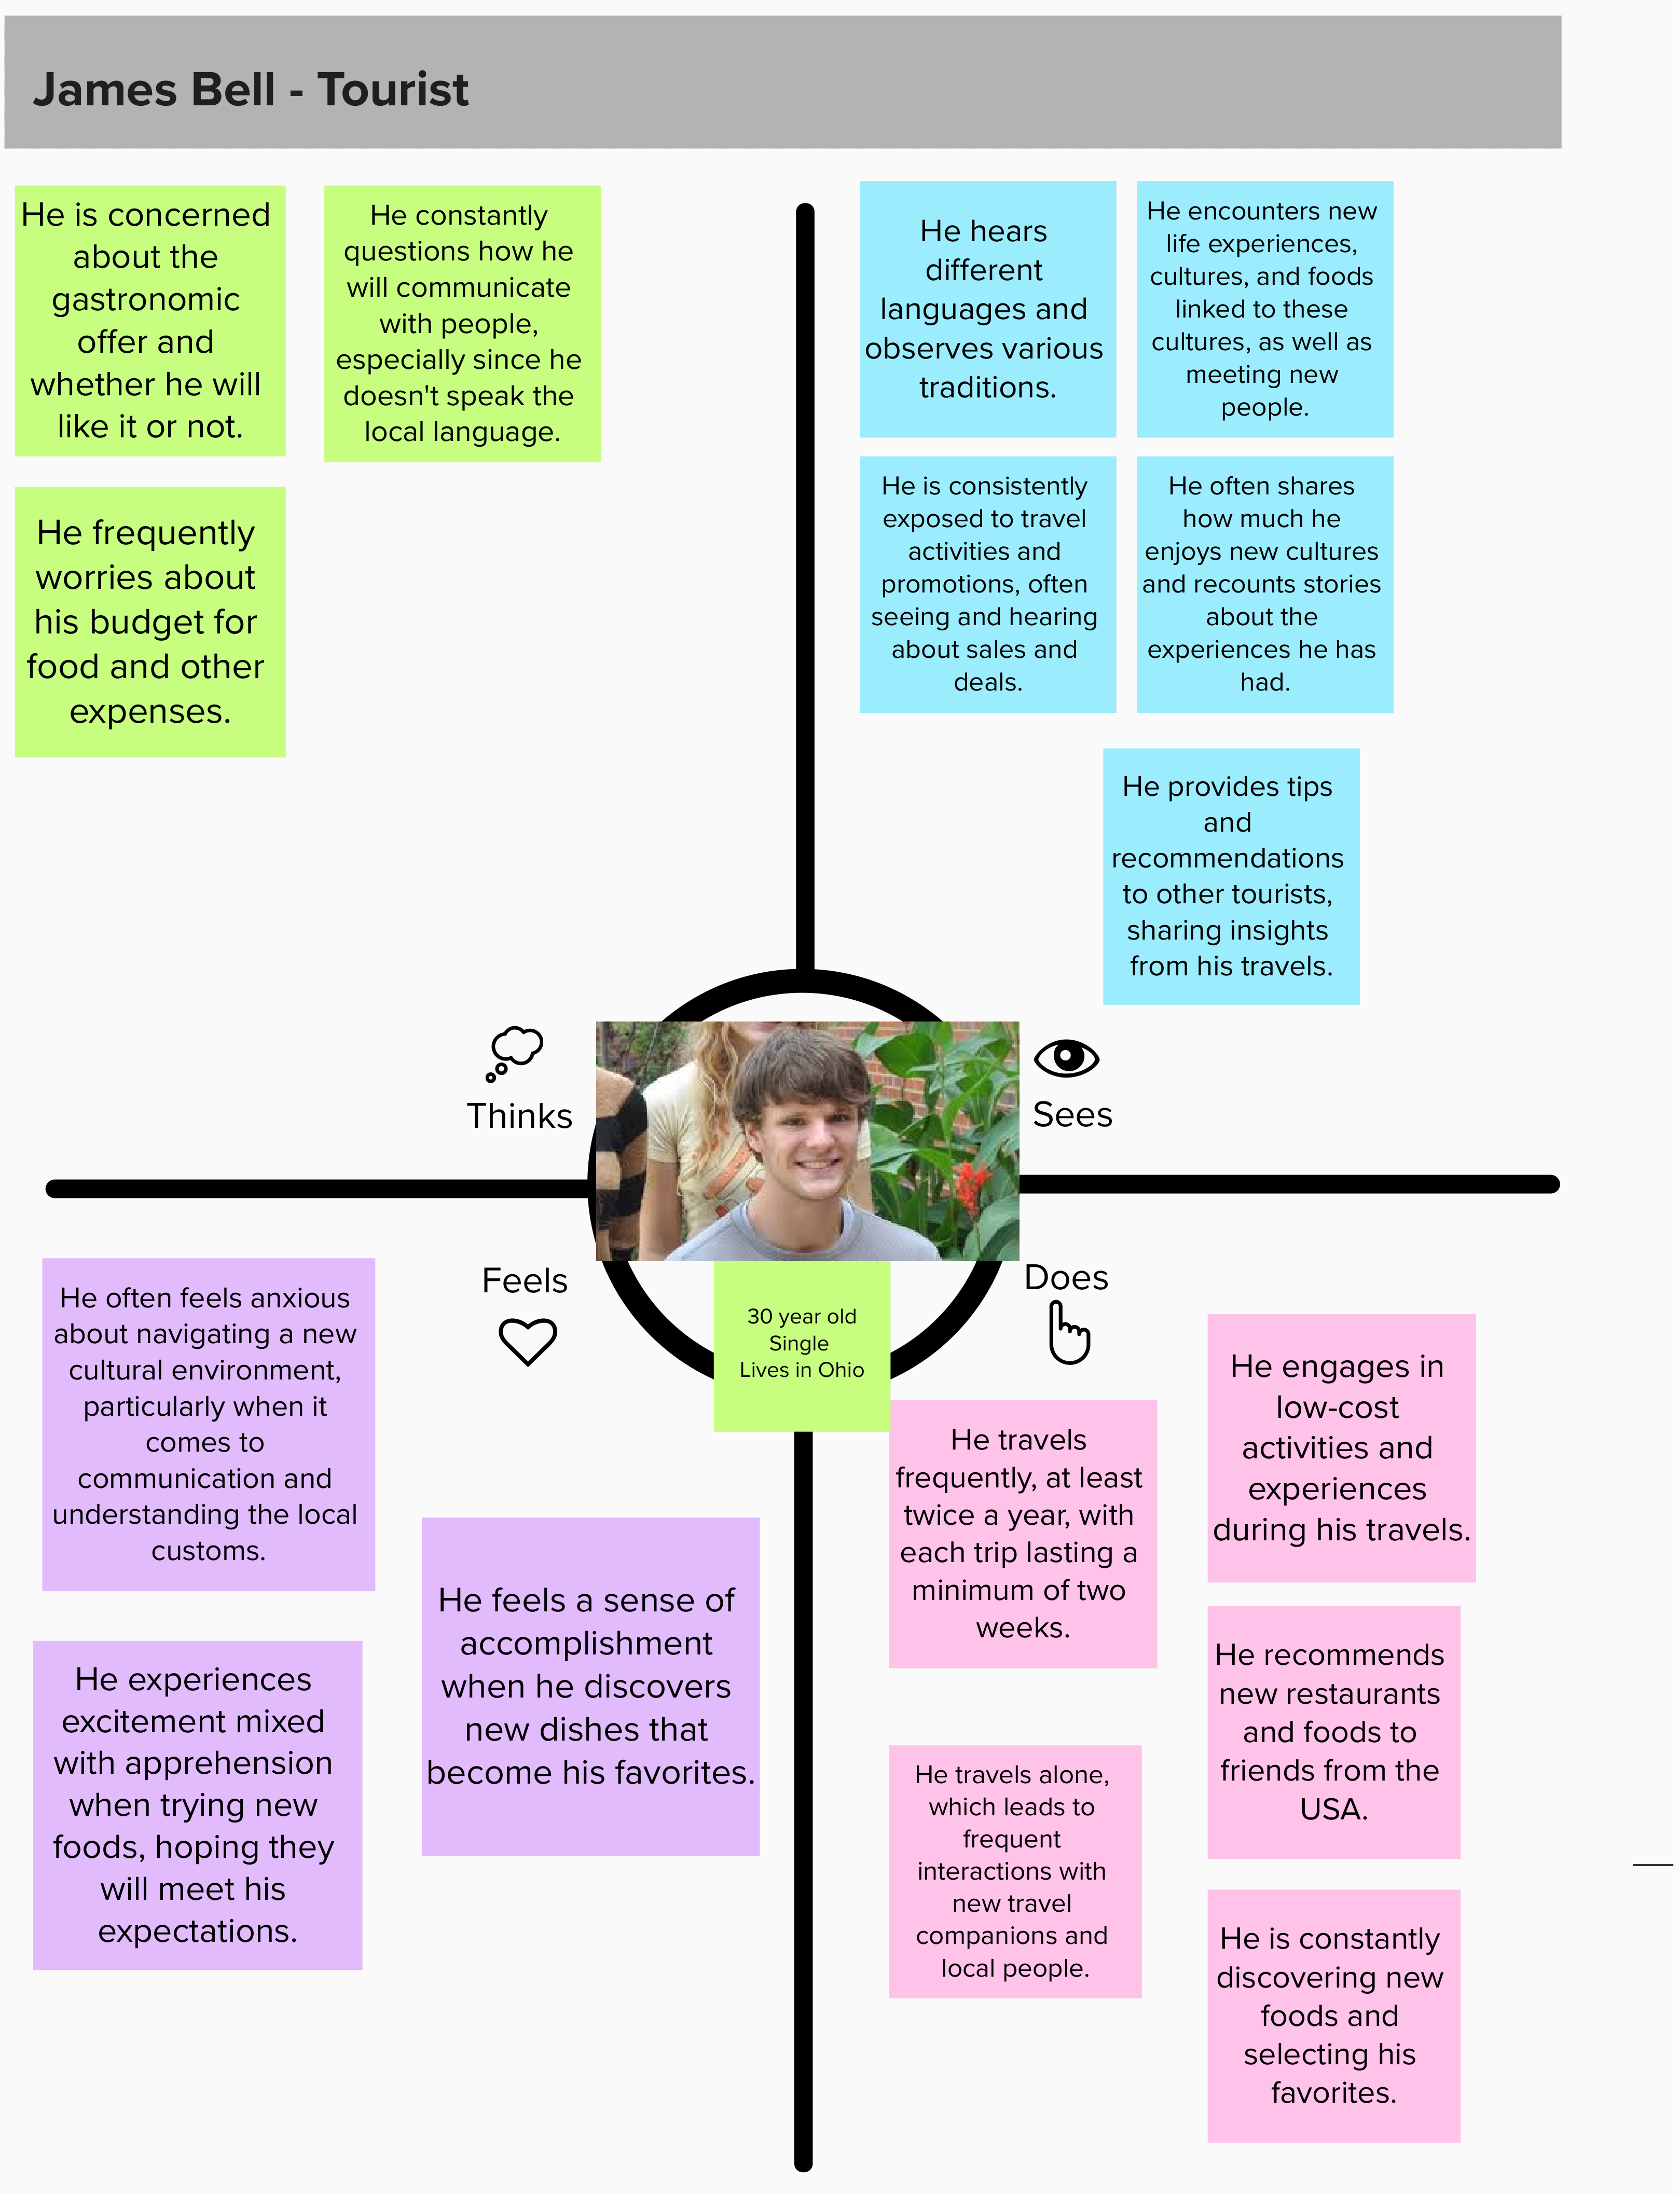 James Bell - Tourist
He is concerned
about the
gastronomic
offer and
whether he will
like it or not.
He constantly
questions how he
will communicate
with people,
especially since he
doesn't speak the
local language.
He frequently
worries about
his budget for
food and other
expenses.
He hears
different
languages and
observes various
traditions.
He encounters new
life experiences,
cultures, and foods
linked to these
cultures, as well as
meeting new
people.
He is consistently
exposed to travel
activities and
promotions, often
seeing and hearing
about sales and
deals.
He often shares
how much he
enjoys new cultures
and recounts stories
about the
experiences he has
had.
He provides tips
and
recommendations
to other tourists,
sharing insights
from his travels.
Thinks
Sees
Feels
Does
30 year old
Single
Lives in Ohio
He often feels anxious
about navigating a new
cultural environment,
particularly when it
comes to
communication and
understanding the local
customs.
He feels a sense of
accomplishment
when he discovers
new dishes that
become his favorites.
He experiences
excitement mixed
with apprehension
when trying new
foods, hoping they
will meet his
expectations.
He travels
frequently, at least
twice a year, with
each trip lasting a
minimum of two
weeks.
He engages in
low-cost
activities and
experiences
during his travels.
He recommends
new restaurants
and foods to
friends from the
USA.
He travels alone,
which leads to
frequent
interactions with
new travel
companions and
local people.
He is constantly
discovering new
foods and
selecting his
favorites.